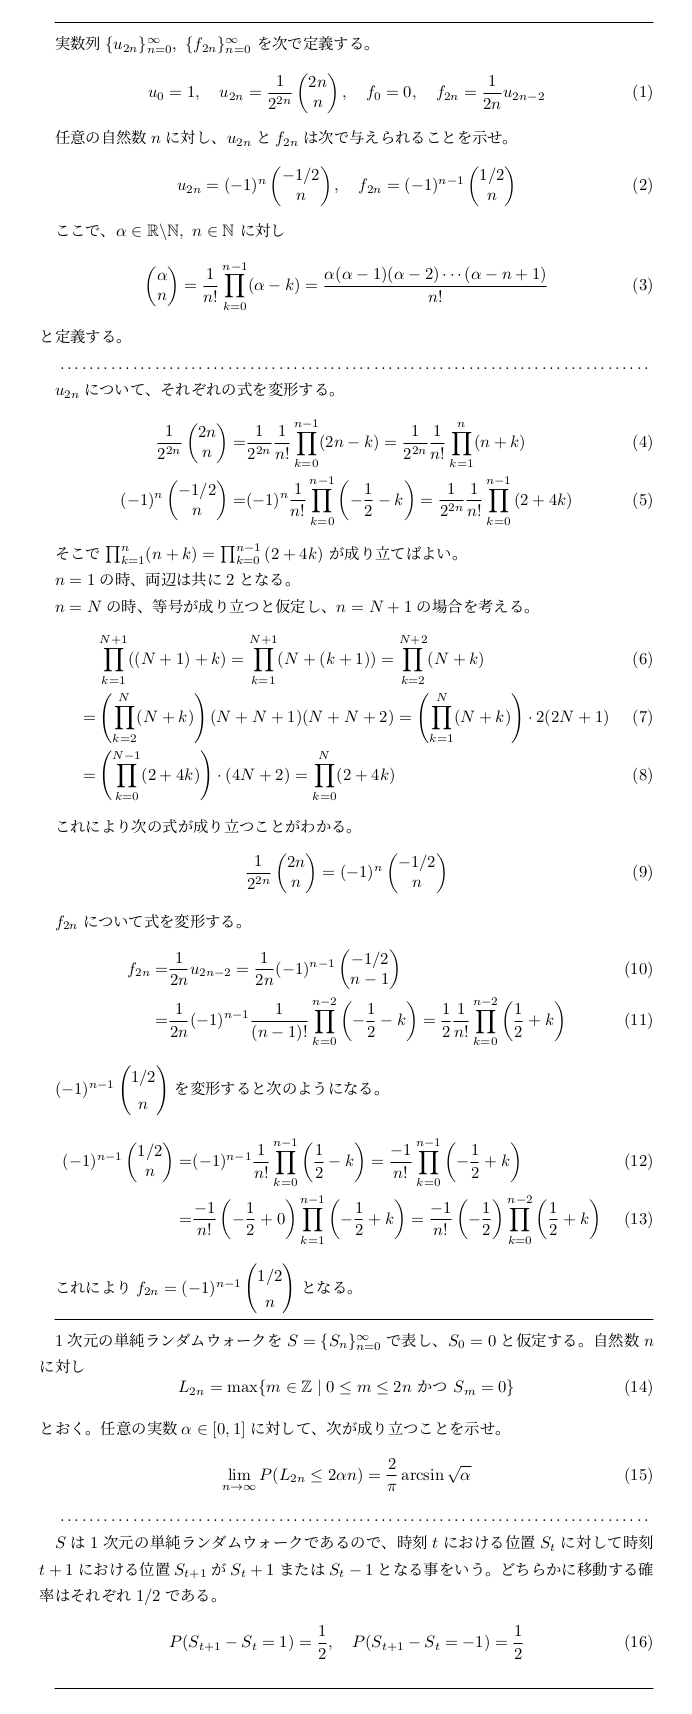 実数列 $\{u_{2n}\}_{n=0}^{\infty},\ \{f_{2n}\}_{n=0}^{\infty}$ を次で定義する。
$u_0 = 1,\quad u_{2n} = \frac{1}{2^{2n}}\binom{2n}{n},\quad f_0 = 0,\quad f_{2n} = \frac{1}{2n}u_{2n-2}$ (1)
任意の自然数 $n$ に対し、$u_{2n}$ と $f_{2n}$ は次で与えられることを示せ。
$u_{2n} = (-1)^n\binom{-1/2}{n},\quad f_{2n} = (-1)^{n-1}\binom{1/2}{n}$ (2)
ここで、$\alpha \in \mathbb{R}\backslash\mathbb{N},\ n \in \mathbb{N}$ に対し
$\binom{\alpha}{n} = \frac{1}{n!}\prod_{k=0}^{n-1}(\alpha - k) = \frac{\alpha(\alpha-1)(\alpha-2)\cdots(\alpha-n+1)}{n!}$ (3)
と定義する。
$u_{2n}$ について、それぞれの式を変形する。
$\frac{1}{2^{2n}}\binom{2n}{n} = \frac{1}{2^{2n}}\frac{1}{n!}\prod_{k=0}^{n-1}(2n-k) = \frac{1}{2^{2n}}\frac{1}{n!}\prod_{k=1}^{n}(n+k)$ (4)
$(-1)^n\binom{-1/2}{n} = (-1)^n\frac{1}{n!}\prod_{k=0}^{n-1}\left(-\frac{1}{2}-k\right) = \frac{1}{2^{2n}}\frac{1}{n!}\prod_{k=0}^{n-1}(2+4k)$ (5)
そこで $\prod_{k=1}^{n}(n+k) = \prod_{k=0}^{n-1}(2+4k)$ が成り立てばよい。
$n = 1$ の時、両辺は共に 2 となる。
$n = N$ の時、等号が成り立つと仮定し、$n = N+1$ の場合を考える。
$\prod_{k=1}^{N+1}((N+1)+k) = \prod_{k=1}^{N+1}(N+(k+1)) = \prod_{k=2}^{N+2}(N+k)$ (6)
$= \left(\prod_{k=2}^{N}(N+k)\right)(N+N+1)(N+N+2) = \left(\prod_{k=1}^{N}(N+k)\right)\cdot 2(2N+1)$ (7)
$= \left(\prod_{k=0}^{N-1}(2+4k)\right)\cdot(4N+2) = \prod_{k=0}^{N}(2+4k)$ (8)
これにより次の式が成り立つことがわかる。
$\frac{1}{2^{2n}}\binom{2n}{n} = (-1)^n\binom{-1/2}{n}$ (9)
$f_{2n}$ について式を変形する。
$f_{2n} = \frac{1}{2n}u_{2n-2} = \frac{1}{2n}(-1)^{n-1}\binom{-1/2}{n-1}$ (10)
$= \frac{1}{2n}(-1)^{n-1}\frac{1}{(n-1)!}\prod_{k=0}^{n-2}\left(-\frac{1}{2}-k\right) = \frac{1}{2}\frac{1}{n!}\prod_{k=0}^{n-2}\left(\frac{1}{2}+k\right)$ (11)
$(-1)^{n-1}\binom{1/2}{n}$ を変形すると次のようになる。
$(-1)^{n-1}\binom{1/2}{n} = (-1)^{n-1}\frac{1}{n!}\prod_{k=0}^{n-1}\left(\frac{1}{2}-k\right) = \frac{-1}{n!}\prod_{k=0}^{n-1}\left(-\frac{1}{2}+k\right)$ (12)
$= \frac{-1}{n!}\left(-\frac{1}{2}+0\right)\prod_{k=1}^{n-1}\left(-\frac{1}{2}+k\right) = \frac{-1}{n!}\left(-\frac{1}{2}\right)\prod_{k=0}^{n-2}\left(\frac{1}{2}+k\right)$ (13)
これにより $f_{2n} = (-1)^{n-1}\binom{1/2}{n}$ となる。
1 次元の単純ランダムウォークを $S = \{S_n\}_{n=0}^{\infty}$ で表し、$S_0 = 0$ と仮定する。自然数 $n$
に対し
$L_{2n} = \max\{m \in \mathbb{Z} \mid 0 \leq m \leq 2n$ かつ $S_m = 0\}$ (14)
とおく。任意の実数 $\alpha \in [0,1]$ に対して、次が成り立つことを示せ。
$\lim_{n\to\infty} P(L_{2n} \leq 2\alpha n) = \frac{2}{\pi}\arcsin\sqrt{\alpha}$ (15)
$S$ は 1 次元の単純ランダムウォークであるので、時刻 $t$ における位置 $S_t$ に対して時刻
$t+1$ における位置 $S_{t+1}$ が $S_t+1$ または $S_t-1$ となる事をいう。どちらかに移動する確
率はそれぞれ 1/2 である。
$P(S_{t+1} - S_t = 1) = \frac{1}{2},\quad P(S_{t+1} - S_t = -1) = \frac{1}{2}$ (16)